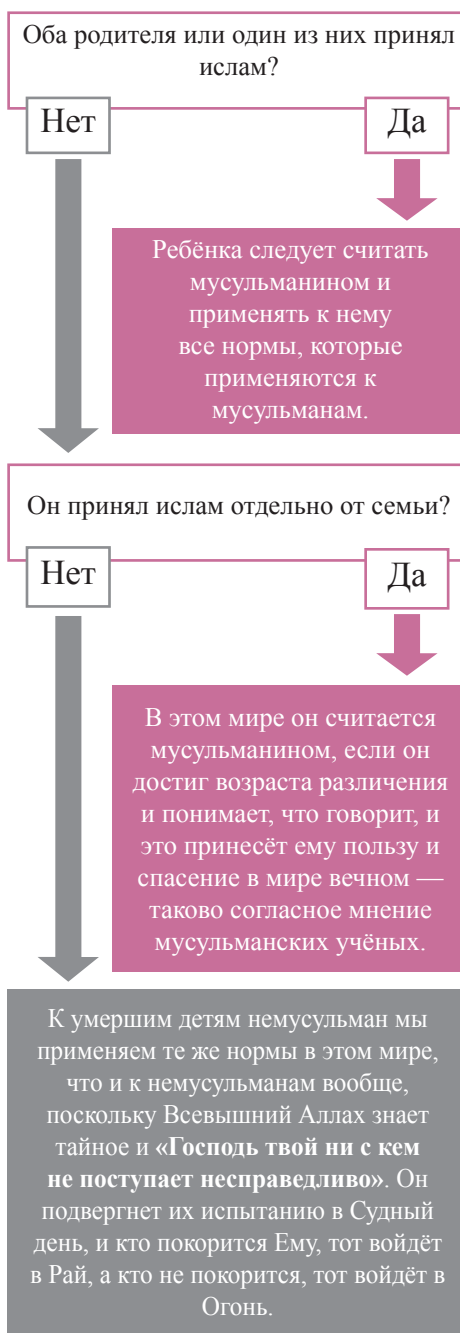 Оба родителя или один из них принял
ислам?
Нет
Да
Ребёнка следует считать
мусульманином и
применять к нему
все нормы, которые
применяются к
мусульманам.
Он принял ислам отдельно от семьи?
Нет
Да
В этом мире он считается
мусульманином, если он
достиг возраста различения
и понимает, что говорит, и
это принесёт ему пользу и
спасение в мире вечном —
таково согласное мнение
мусульманских учёных.
К умершим детям немусульман мы
применяем те же нормы в этом мире,
что и к немусульманам вообще,
поскольку Всевышний Аллах знает
тайное и «Господь твой ни с кем
не поступает несправедливо». Он
подвергнет их испытанию в Судный
день, и кто покорится Ему, тот войдёт
в Рай, а кто не покорится, тот войдёт в
Огонь.